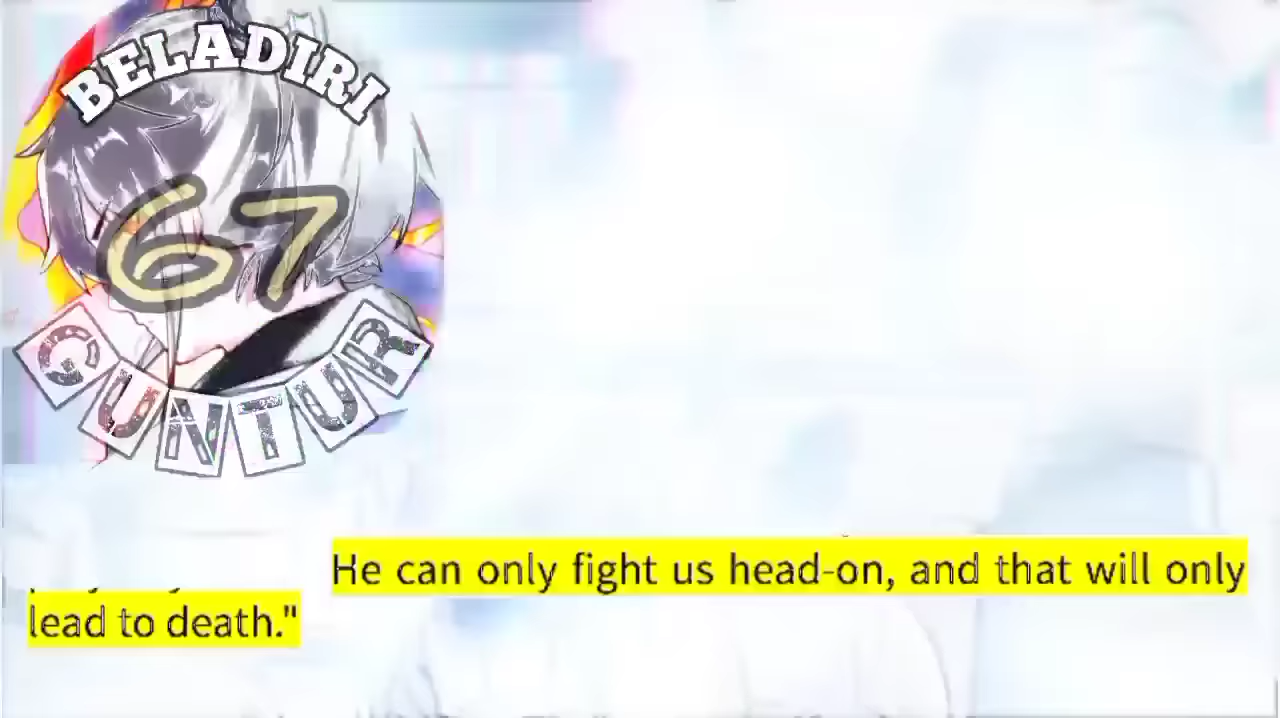 BELADIRI
67
GUNTUR
He can only fight us head-on, and that will only
lead to death."